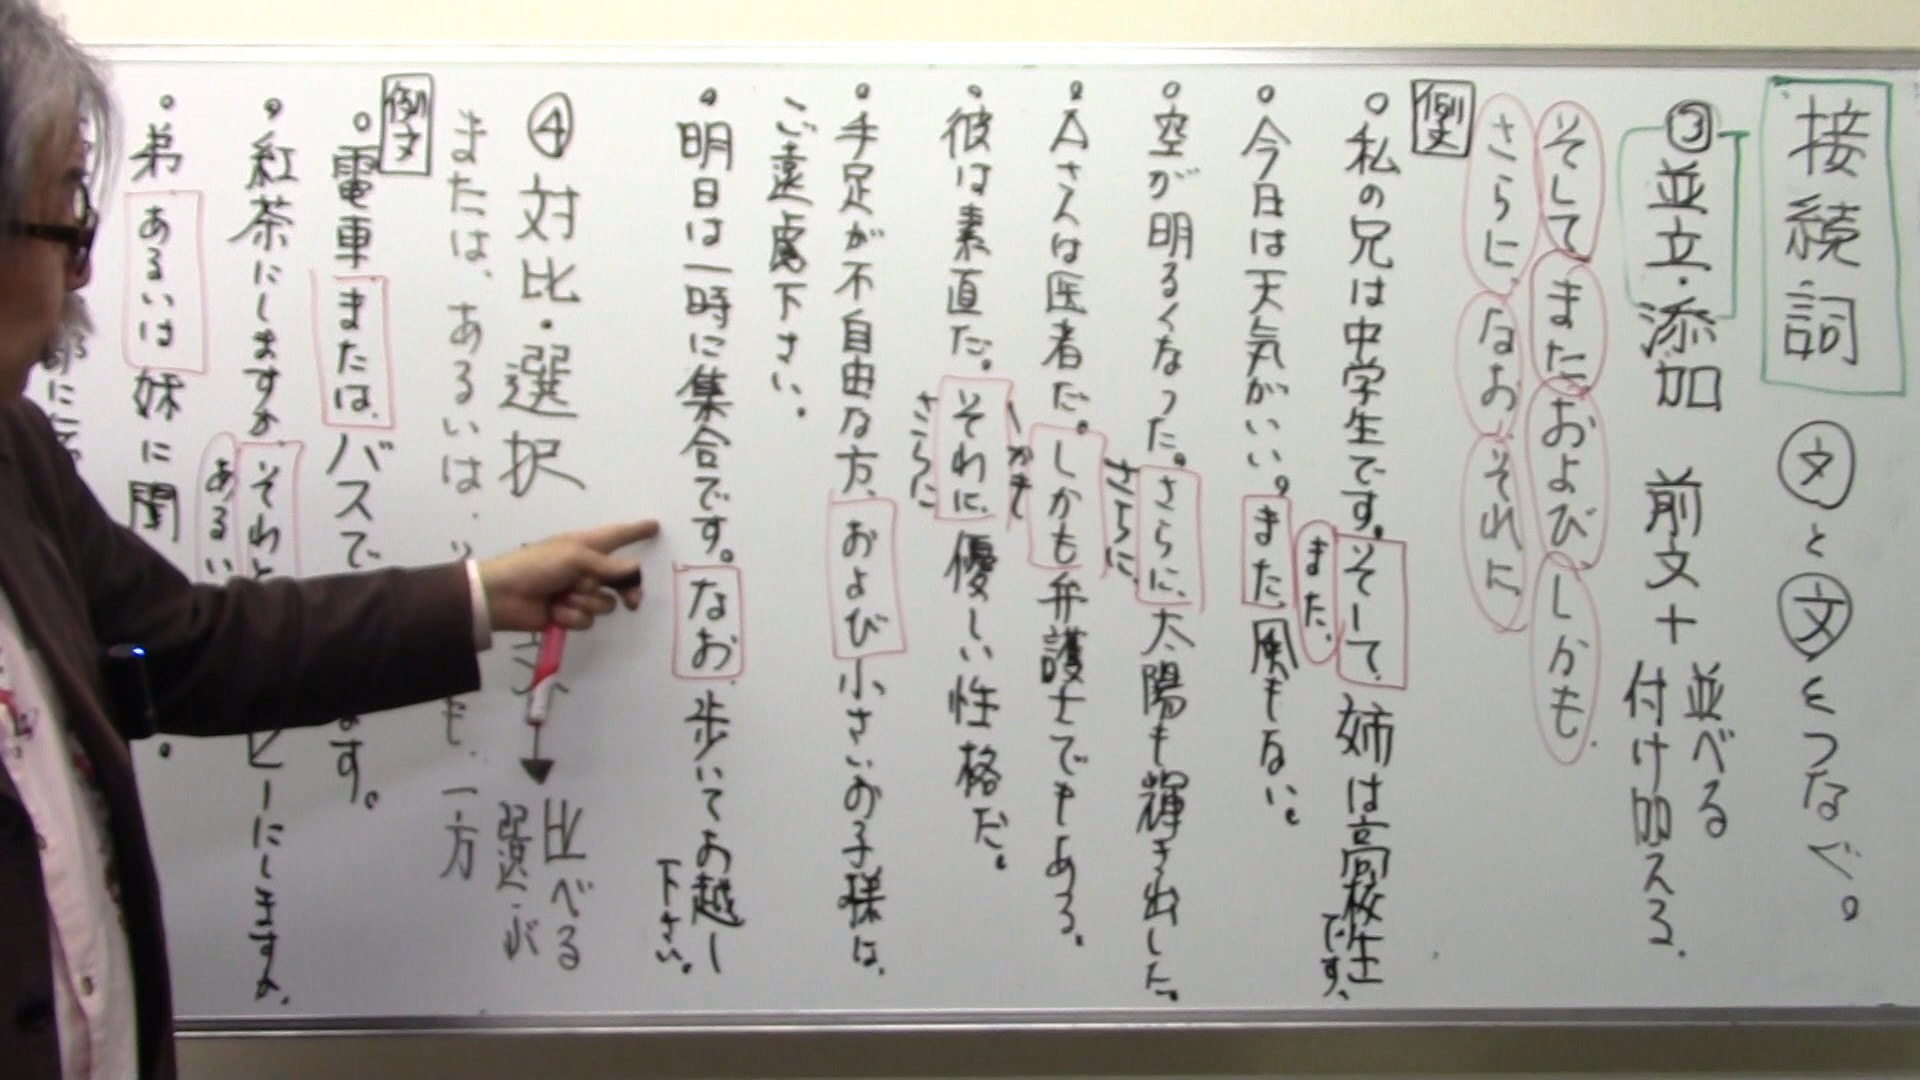 接続詞 文と文をつなぐ。
③並立・添加 前文＋並べる
付け加える。
そして、また、および、しかも、
さらに、なお、それに、
例文
。私の兄は中学生です。そして、姉は高校生です。
また、
。今日は天気がいい。また、風もない。
。空が明るくなった。さらに、太陽も輝き出した。
さらに、
。Aさんは医者だ。しかも弁護士でもある。
しかも
。彼は素直だ。それに、優しい性格だ。
さらに
。手足が不自由な方、および小さいお子様は、
ご遠慮下さい。
。明日は一時に集合です。なお、歩いてお越し下さい。
④対比・選択
比べる
選ぶ
または、あるいは、
一方
例文
。電車または、バスで
ます。
。紅茶にしますか、それと
ヒーにしますか、
あるい
。弟、あるいは妹に聞